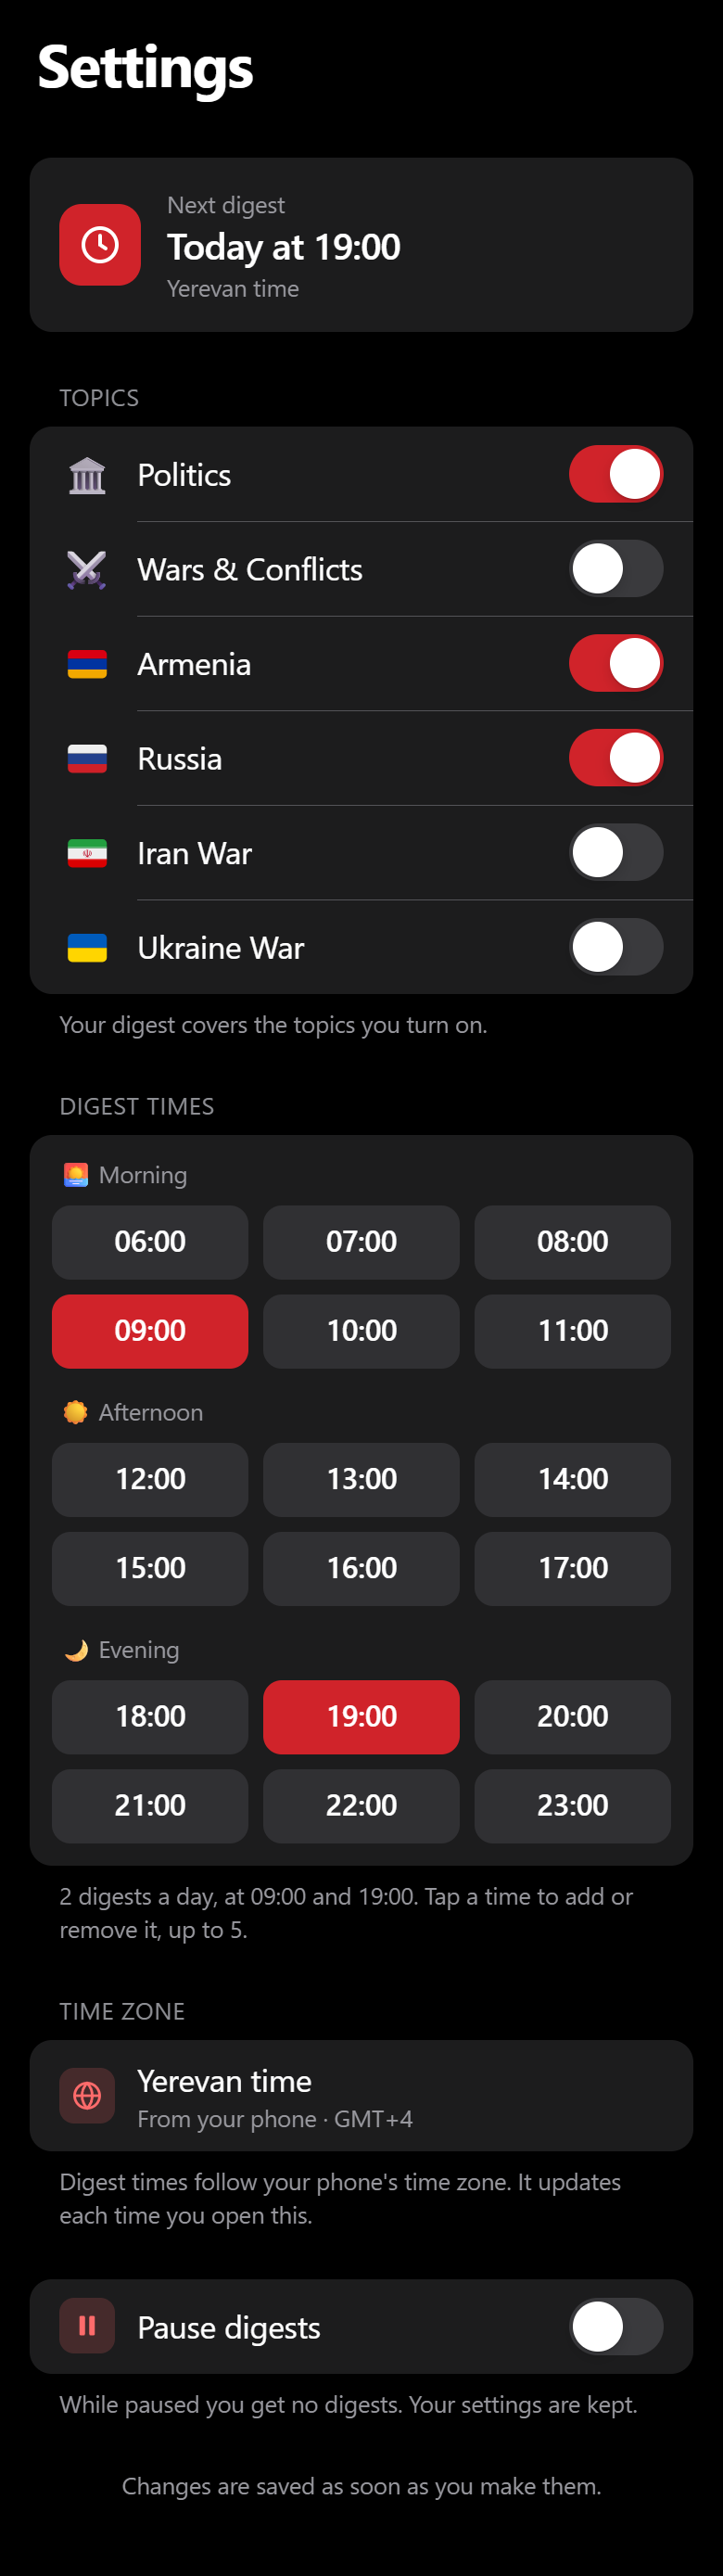 Settings
Next digest
Today at 19:00
Yerevan time
TOPICS
Politics
Wars & Conflicts
Armenia
Russia
Iran War
Ukraine War
Your digest covers the topics you turn on.
DIGEST TIMES
Morning
06:00 07:00 08:00
09:00 10:00 11:00
Afternoon
12:00 13:00 14:00
15:00 16:00 17:00
Evening
18:00 19:00 20:00
21:00 22:00 23:00
2 digests a day, at 09:00 and 19:00. Tap a time to add or
remove it, up to 5.
TIME ZONE
Yerevan time
From your phone · GMT+4
Digest times follow your phone's time zone. It updates
each time you open this.
Pause digests
While paused you get no digests. Your settings are kept.
Changes are saved as soon as you make them.